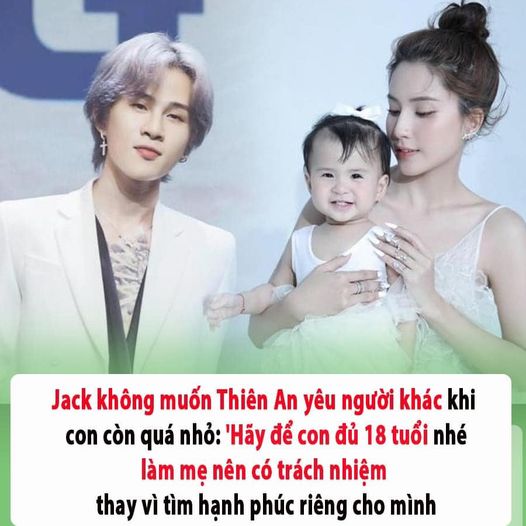 Jack không muốn Thiên An yêu người khác khi
con còn quá nhỏ: 'Hãy để con đủ 18 tuổi nhé
làm mẹ nên có trách nhiệm
thay vì tìm hạnh phúc riêng cho mình